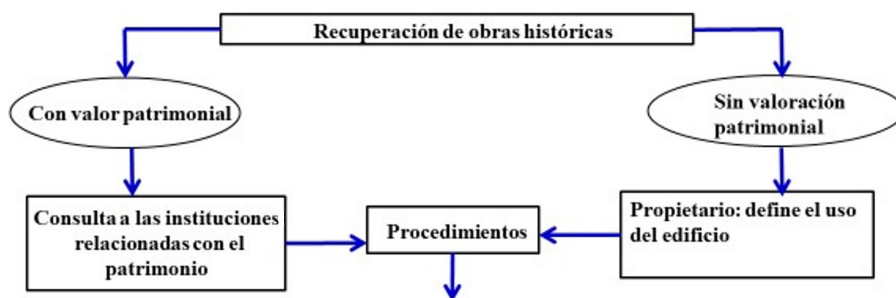 Recuperación de obras históricas
Con valor patrimonial
Sin valoración
patrimonial
Consulta a las instituciones
relacionadas con el
patrimonio
Procedimientos
Propietario: define el uso
del edificio